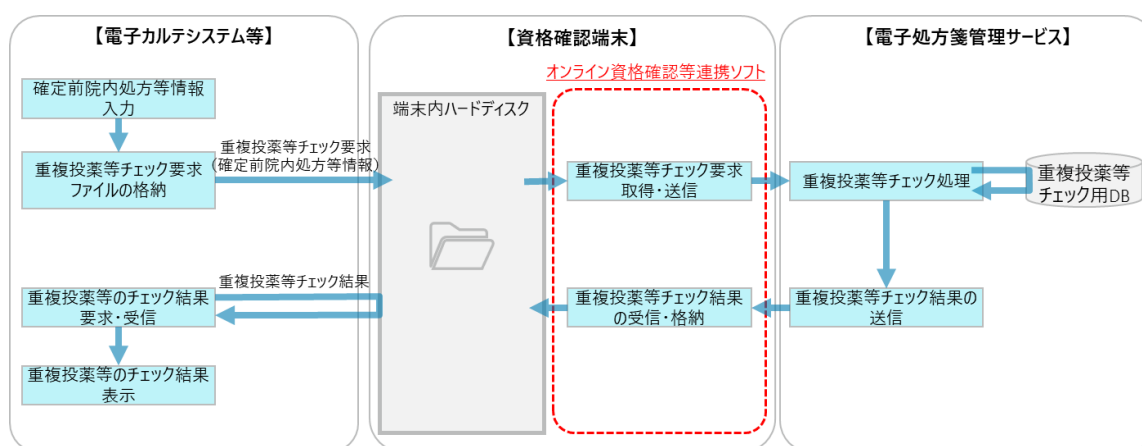 【電子カルテシステム等】
確定前院内処方等情報
入力
重複投薬等チェック要求
ファイルの格納
重複投薬等チェック要求
(確定前院内処方等情報)
重複投薬等のチェック結果
要求・受信
重複投薬等チェック結果
重複投薬等のチェック結果
表示
【資格確認端末】
オンライン資格確認等連携ソフト
端末内ハードディスク
重複投薬等チェック要求
取得・送信
重複投薬等チェック結果
の受信・格納
【電子処方箋管理サービス】
重複投薬等チェック処理
重複投薬等
チェック用DB
重複投薬等チェック結果の
送信